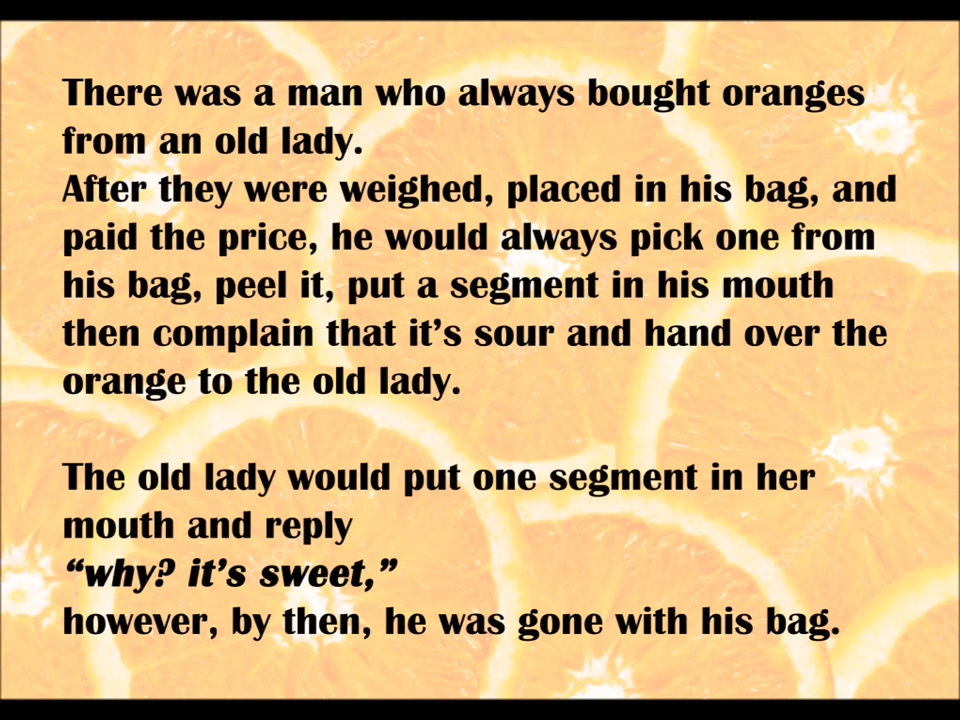 There was a man who always bought oranges
from an old lady.
After they were weighed, placed in his bag, and
paid the price, he would always pick one from
his bag, peel it, put a segment in his mouth
then complain that it’s sour and hand over the
orange to the old lady.
The old lady would put one segment in her
mouth and reply
“why? it’s sweet,”
however, by then, he was gone with his bag.